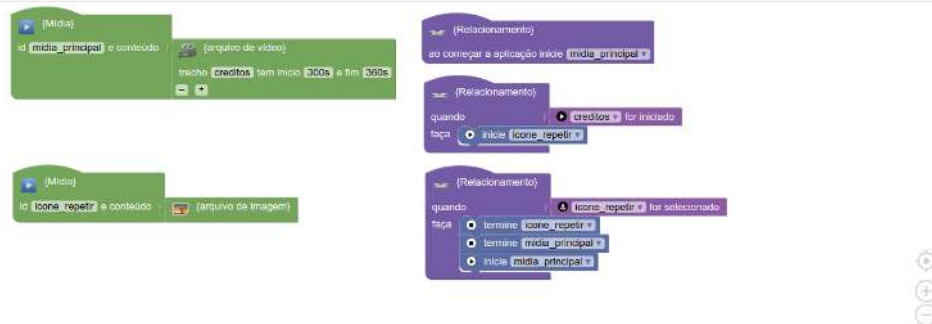 {Mídia}
id midia_principal e conteúdo
{arquivo de vídeo}
trecho creditos tem inicio 300s e fim 360s
- +
{Relacionamento}
ao começar a aplicação inicie midia_principal
{Relacionamento}
quando creditos for iniciado
faça inicie icone_repetir
{Mídia}
id icone_repetir e conteúdo {arquivo de imagem}
{Relacionamento}
quando icone_repetir for selecionado
faça termine icone_repetir
termine midia_principal
inicie midia_principal